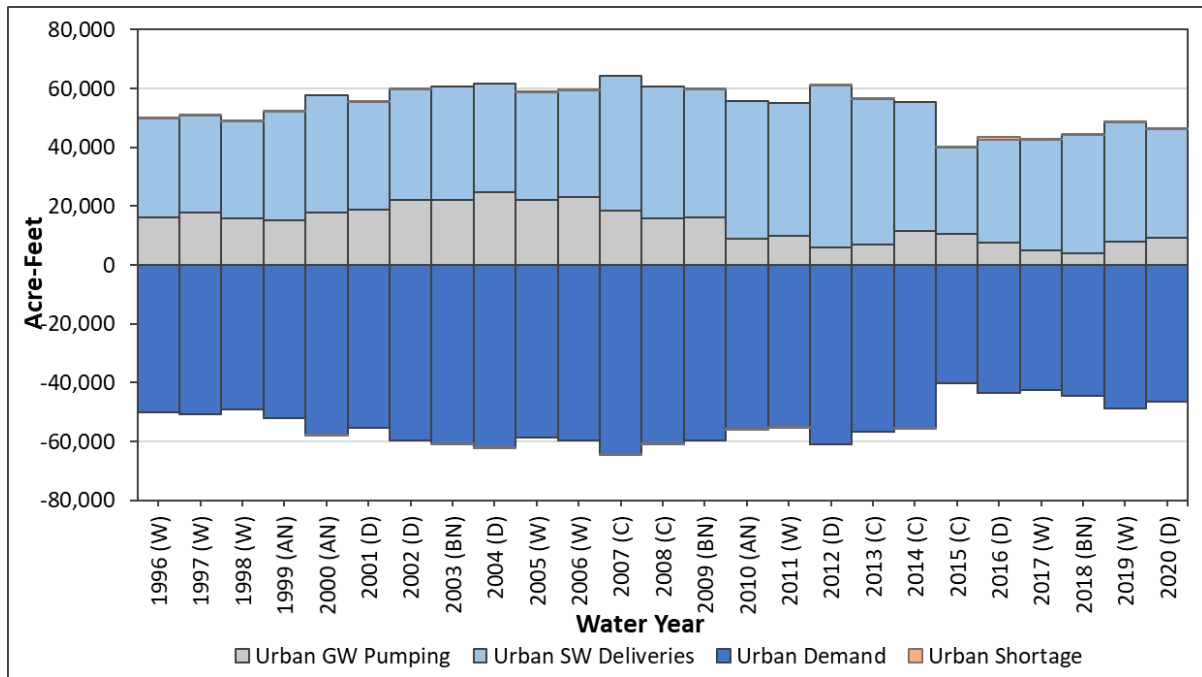 80,000
60,000
40,000
20,000
0
-20,000
-40,000
-60,000
-80,000
Acre-Feet
1996 (W)
1997 (W)
1998 (W)
1999 (AN)
2000 (AN)
2001 (D)
2002 (D)
2003 (BN)
2004 (D)
2005 (W)
2006 (W)
2007 (C)
2008 (C)
2009 (BN)
2010 (AN)
2011 (W)
2012 (D)
2013 (C)
2014 (C)
2015 (C)
2016 (D)
2017 (W)
2018 (BN)
2019 (W)
2020 (D)
Water Year
Urban GW Pumping Urban SW Deliveries Urban Demand Urban Shortage